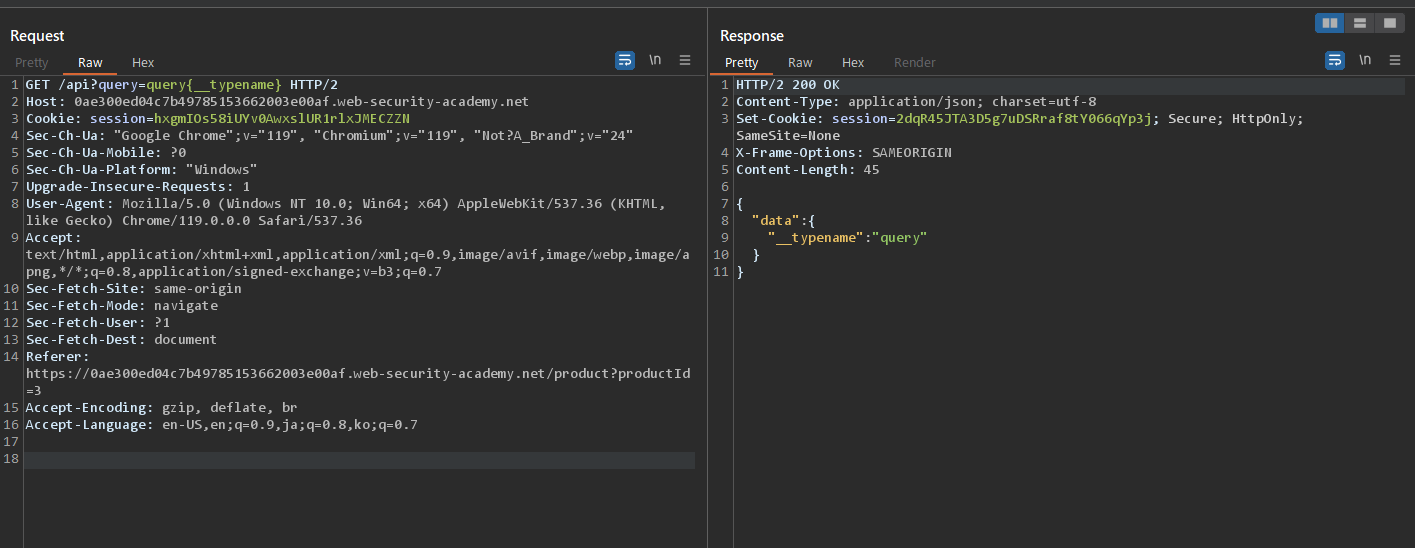 Request
Pretty Raw Hex \n
1 GET /api?query=query{__typename} HTTP/2
2 Host: 0ae300ed04c7b49785153662003e00af.web-security-academy.net
3 Cookie: session=hxgmIOs58iUYv0AwxslUR1rlxJMECZZN
4 Sec-Ch-Ua: "Google Chrome";v="119", "Chromium";v="119", "Not?A_Brand";v="24"
5 Sec-Ch-Ua-Mobile: ?0
6 Sec-Ch-Ua-Platform: "Windows"
7 Upgrade-Insecure-Requests: 1
8 User-Agent: Mozilla/5.0 (Windows NT 10.0; Win64; x64) AppleWebKit/537.36 (KHTML,
like Gecko) Chrome/119.0.0.0 Safari/537.36
9 Accept:
text/html,application/xhtml+xml,application/xml;q=0.9,image/avif,image/webp,image/a
png,*/*;q=0.8,application/signed-exchange;v=b3;q=0.7
10 Sec-Fetch-Site: same-origin
11 Sec-Fetch-Mode: navigate
12 Sec-Fetch-User: ?1
13 Sec-Fetch-Dest: document
14 Referer:
https://0ae300ed04c7b49785153662003e00af.web-security-academy.net/product?productId
=3
15 Accept-Encoding: gzip, deflate, br
16 Accept-Language: en-US,en;q=0.9,ja;q=0.8,ko;q=0.7
17
18
Response
Pretty Raw Hex Render \n
1 HTTP/2 200 OK
2 Content-Type: application/json; charset=utf-8
3 Set-Cookie: session=2dqR45JTA3D5g7uDSRraf8tY066qYp3j; Secure; HttpOnly;
SameSite=None
4 X-Frame-Options: SAMEORIGIN
5 Content-Length: 45
6
7 {
8 "data":{
9 "__typename":"query"
10 }
11 }